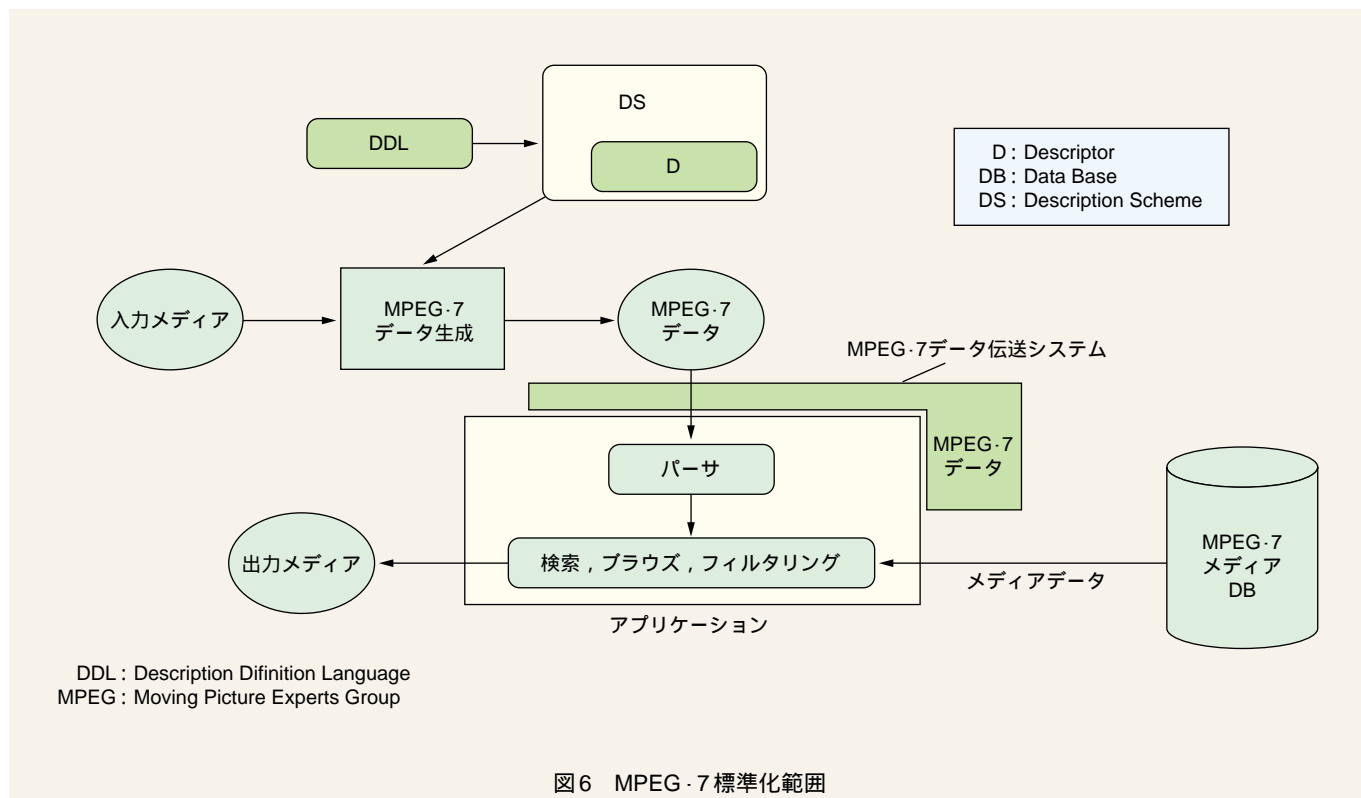 DS
DDL
D
D : Descriptor
DB : Data Base
DS : Description Scheme
入力メディア
MPEG·7
データ生成
MPEG·7
データ
MPEG·7データ伝送システム
MPEG·7
データ
パーサ
出力メディア
検索，ブラウズ，フィルタリング
メディアデータ
MPEG·7
メディア
DB
アプリケーション
DDL : Description Difinition Language
MPEG : Moving Picture Experts Group
図6　MPEG·7標準化範囲